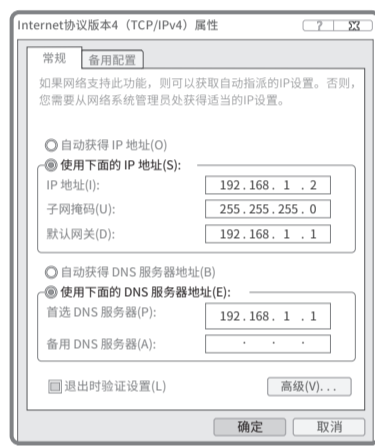 Internet协议版本4（TCP/IPv4）属性
常规 备用配置
如果网络支持此功能，则可以获取自动指派的IP设置。否则，
您需要从网络系统管理员处获得适当的IP设置。
自动获得 IP 地址(O)
使用下面的 IP 地址(S):
IP 地址(I): 192.168. 1 . 2
子网掩码(U): 255.255.255. 0
默认网关(D): 192.168. 1 . 1
自动获得 DNS 服务器地址(B)
使用下面的 DNS 服务器地址(E):
首选 DNS 服务器(P): 192.168. 1 . 1
备用 DNS 服务器(A): . . .
退出时验证设置(L) 高级(V)...
确定 取消